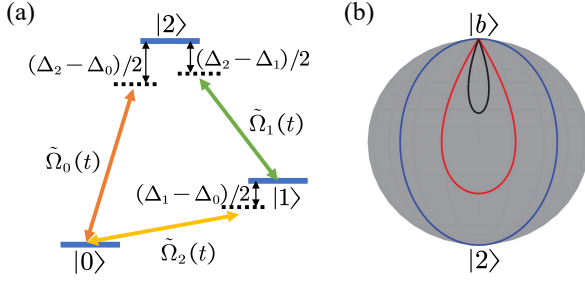 (a)
|2⟩
(Δ₂ − Δ₀)/2
(Δ₂ − Δ₁)/2
Ω̃₀(t)
Ω̃₁(t)
(Δ₁ − Δ₀)/2
|1⟩
|0⟩
Ω̃₂(t)
(b)
|b⟩
|2⟩